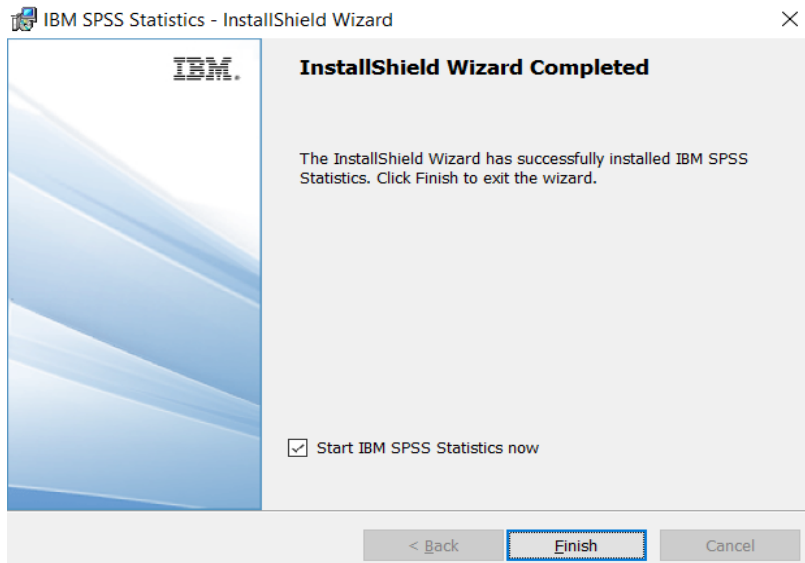 IBM SPSS Statistics - InstallShield Wizard
IBM.
InstallShield Wizard Completed
The InstallShield Wizard has successfully installed IBM SPSS
Statistics. Click Finish to exit the wizard.
Start IBM SPSS Statistics now
< Back Finish Cancel